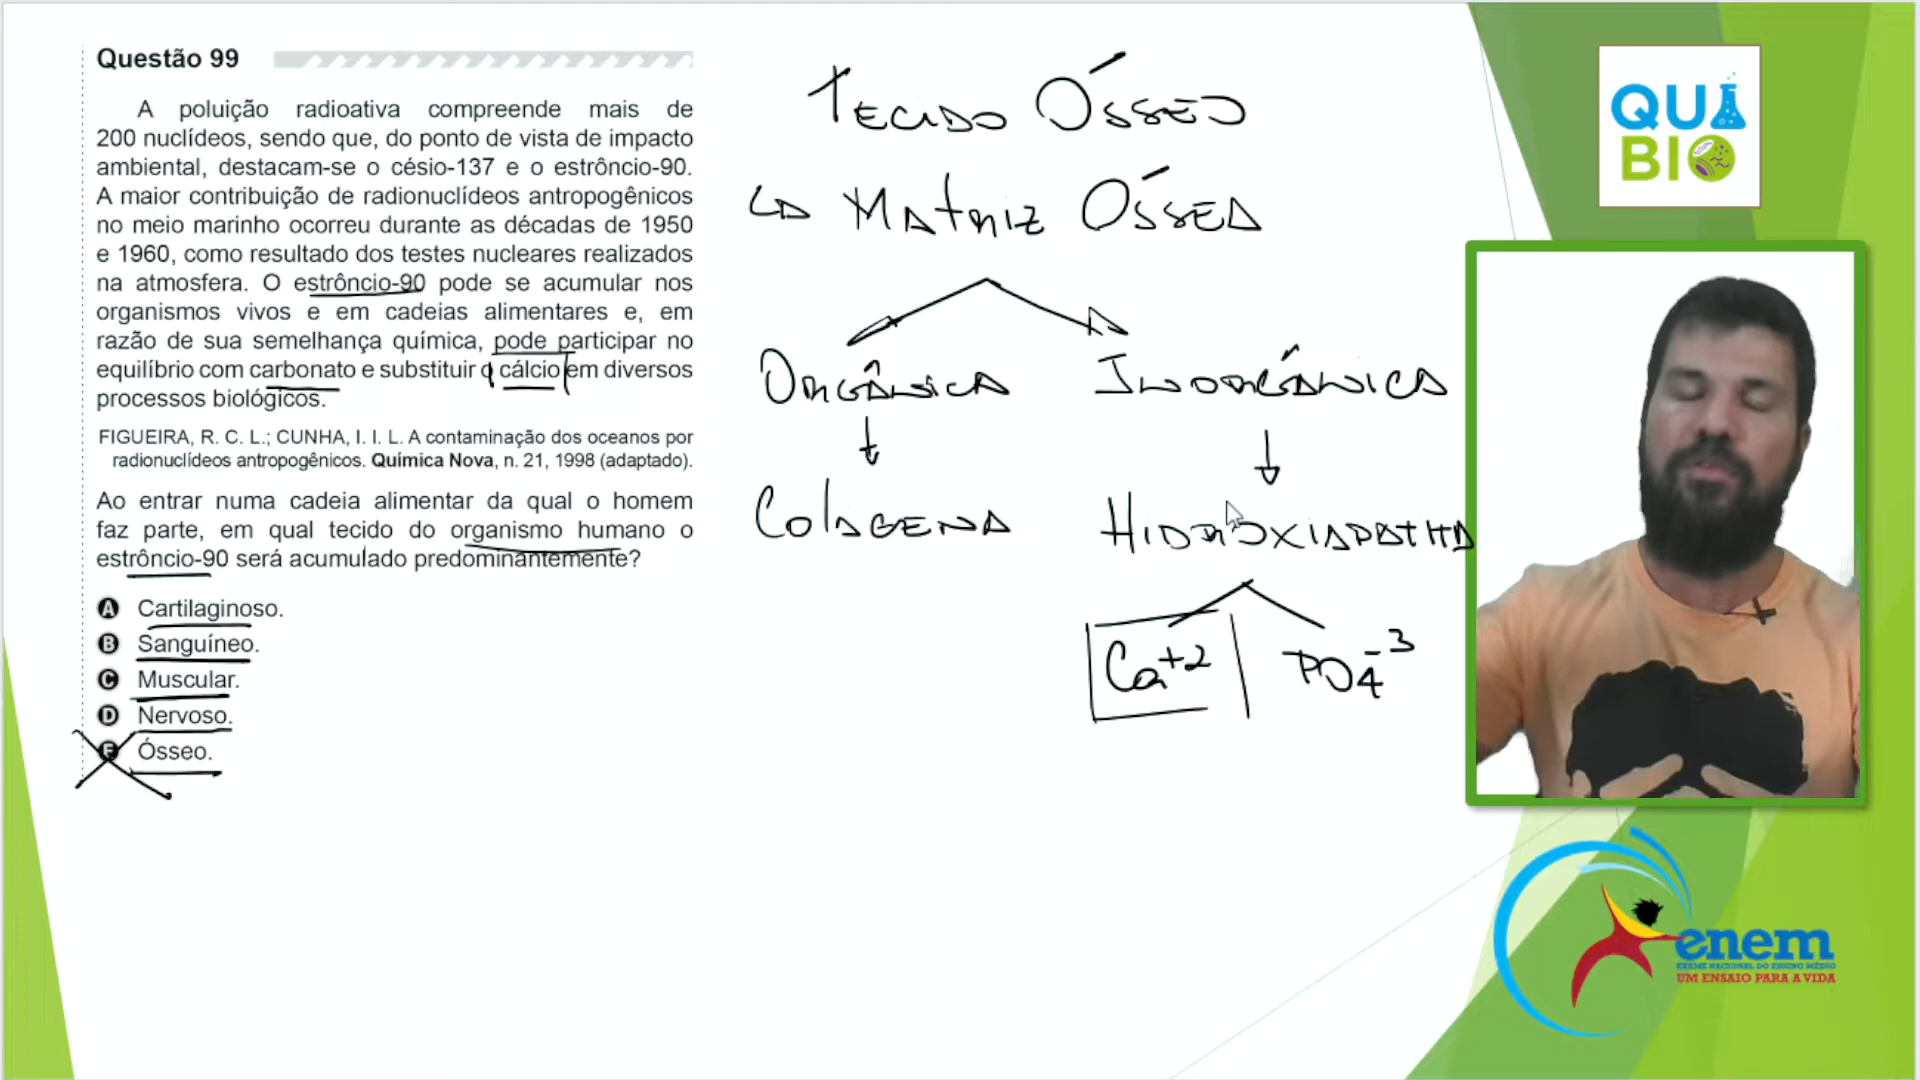 Questão 99
A poluição radioativa compreende mais de
200 nuclídeos, sendo que, do ponto de vista de impacto
ambiental, destacam-se o césio-137 e o estrôncio-90.
A maior contribuição de radionuclídeos antropogênicos
no meio marinho ocorreu durante as décadas de 1950
e 1960, como resultado dos testes nucleares realizados
na atmosfera. O estrôncio-90 pode se acumular nos
organismos vivos e em cadeias alimentares e, em
razão de sua semelhança química, pode participar no
equilíbrio com carbonato e substituir o cálcio em diversos
processos biológicos.
FIGUEIRA, R. C. L.; CUNHA, I. I. L. A contaminação dos oceanos por
radionuclídeos antropogênicos. Química Nova, n. 21, 1998 (adaptado).
Ao entrar numa cadeia alimentar da qual o homem
faz parte, em qual tecido do organismo humano o
estrôncio-90 será acumulado predominantemente?
A Cartilaginoso.
B Sanguíneo.
C Muscular.
D Nervoso.
E Ósseo.
TECIDO ÓSSEO
MATRIZ ÓSSEA
ORGÂNICA INORGÂNICA
COLÁGENA HIDROXIAPATITA
Ca+2 PO4-3
QUÍ
BIO
enem
EXAME NACIONAL DO ENSINO MÉDIO
UM ENSAIO PARA A VIDA